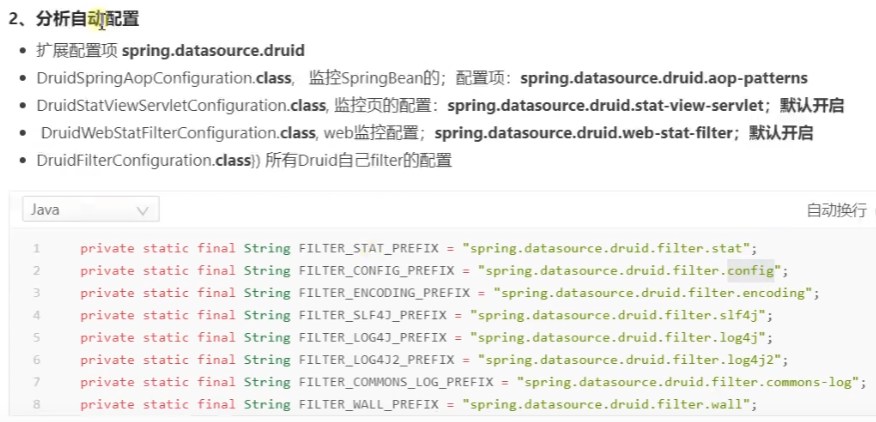 2、分析自动配置
扩展配置项 spring.datasource.druid
DruidSpringAopConfiguration.class, 监控SpringBean的；配置项：spring.datasource.druid.aop-patterns
DruidStatViewServletConfiguration.class, 监控页的配置：spring.datasource.druid.stat-view-servlet；默认开启
DruidWebStatFilterConfiguration.class, web监控配置；spring.datasource.druid.web-stat-filter；默认开启
DruidFilterConfiguration.class}) 所有Druid自己filter的配置
Java 自动换行
1 private static final String FILTER_STAT_PREFIX = "spring.datasource.druid.filter.stat";
2 private static final String FILTER_CONFIG_PREFIX = "spring.datasource.druid.filter.config";
3 private static final String FILTER_ENCODING_PREFIX = "spring.datasource.druid.filter.encoding";
4 private static final String FILTER_SLF4J_PREFIX = "spring.datasource.druid.filter.slf4j";
5 private static final String FILTER_LOG4J_PREFIX = "spring.datasource.druid.filter.log4j";
6 private static final String FILTER_LOG4J2_PREFIX = "spring.datasource.druid.filter.log4j2";
7 private static final String FILTER_COMMONS_LOG_PREFIX = "spring.datasource.druid.filter.commons-log";
8 private static final String FILTER_WALL_PREFIX = "spring.datasource.druid.filter.wall";